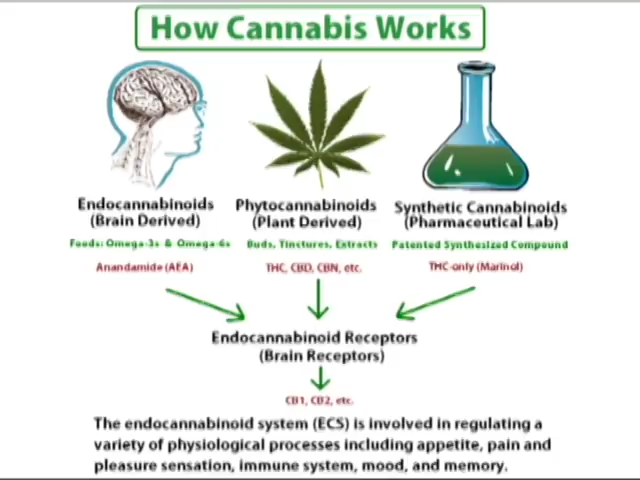 How Cannabis Works
Endocannabinoids
(Brain Derived)
Foods: Omega-3s & Omega-6s
Anandamide (AEA)
Phytocannabinoids
(Plant Derived)
Buds, Tinctures, Extracts
THC, CBD, CBN, etc.
Synthetic Cannabinoids
(Pharmaceutical Lab)
Patented Synthesized Compound
THC-only (Marinol)
Endocannabinoid Receptors
(Brain Receptors)
CB1, CB2, etc.
The endocannabinoid system (ECS) is involved in regulating a
variety of physiological processes including appetite, pain and
pleasure sensation, immune system, mood, and memory.